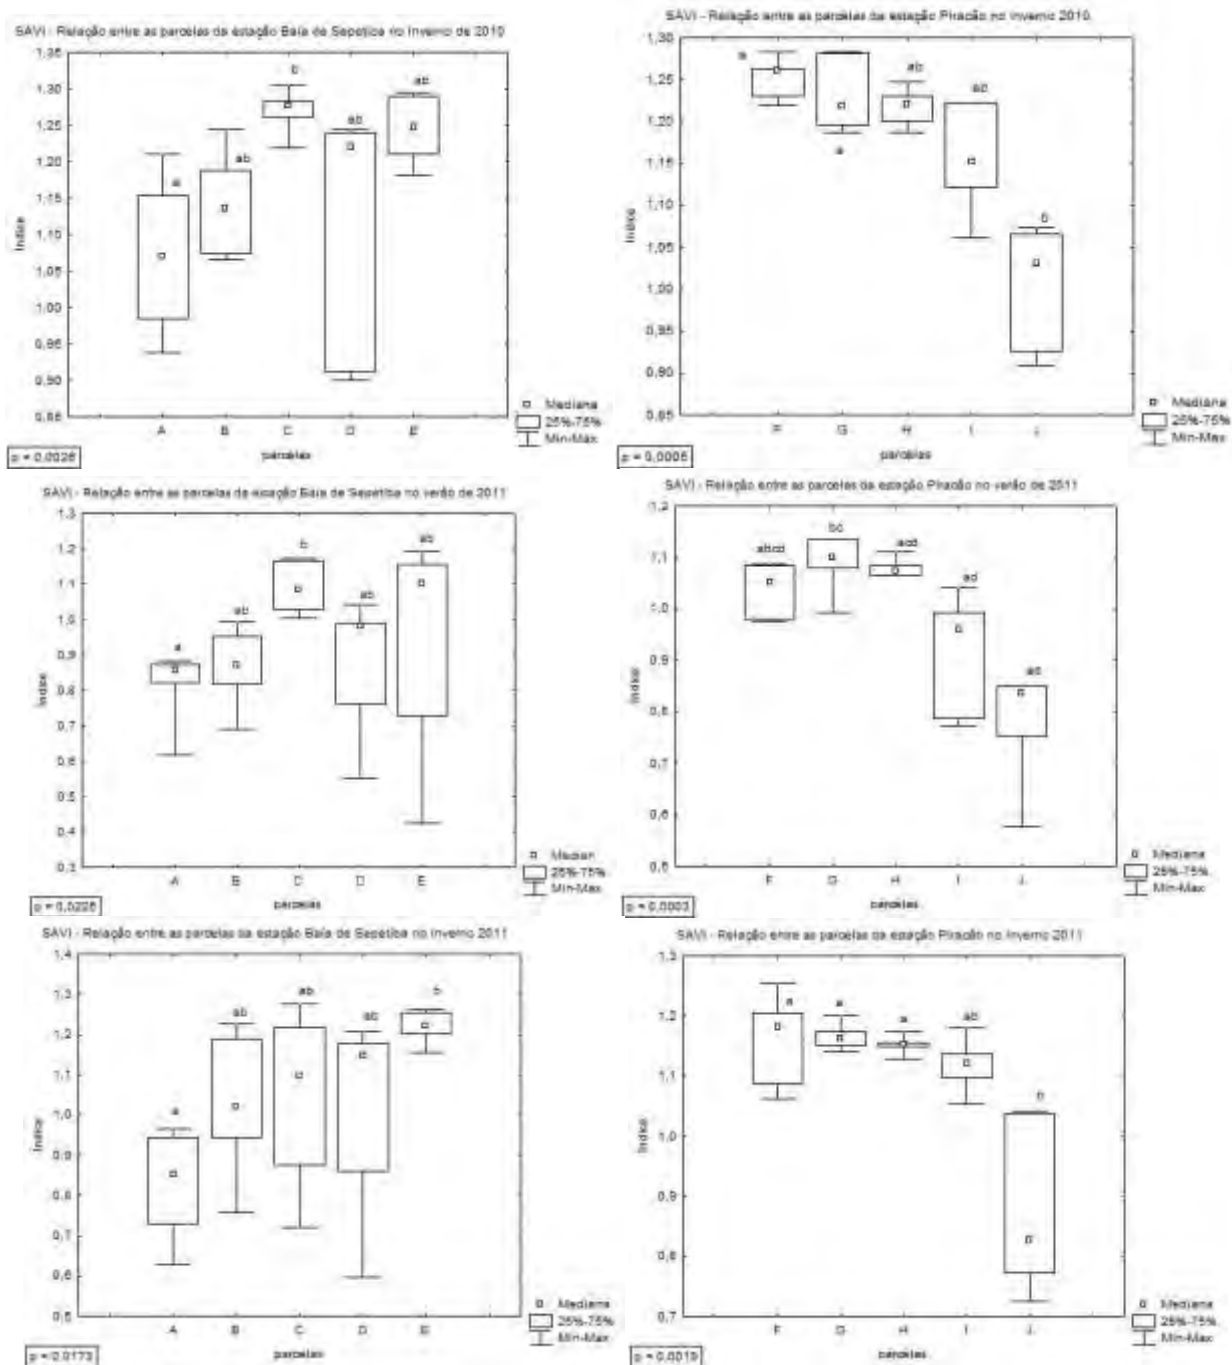 SAVI - Relação entre as parcelas da estação Baía de Sepetiba no Inverno de 2010
1,35
1,30
1,25
1,20
1,15
1,10
1,05
1,00
0,95
0,90
0,85
Índice
a
ab
ab
ab
A B C D E
parcelas
Mediana
25%-75%
Min-Max
p = 0,0026
SAVI - Relação entre as parcelas da estação Piracão no Inverno 2010
1,30
1,25
1,20
1,15
1,10
1,05
1,00
0,95
0,90
0,85
Índice
a
a
ab
ab
b
F G H I J
parcelas
Mediana
25%-75%
Min-Max
SAVI - Relação entre as parcelas da estação Baía de Sepetiba no verão de 2011
1,3
1,2
1,1
1,0
0,9
0,8
0,7
0,6
0,5
0,4
0,3
Índice
a
ab
b
ab
ab
A B C D E
parcelas
Median
25%-75%
Min-Max
p = 0,0226
SAVI - Relação entre as parcelas da estação Piracão no verão de 2011
1,2
1,1
1,0
0,9
0,8
0,7
0,6
0,5
Índice
abcd
bc
acd
ad
ad
F G H I J
parcelas
Mediana
25%-75%
Min-Max
p = 0,0003
SAVI - Relação entre as parcelas da estação Baía de Sepetiba no Inverno 2011
1,4
1,3
1,2
1,1
1,0
0,9
0,8
0,7
0,6
0,5
Índice
a
ab
ab
ab
b
A B C D E
parcelas
Mediana
25%-75%
Min-Max
p = 0,0173
SAVI - Relação entre as parcelas da estação Piracão no Inverno 2011
1,3
1,2
1,1
1,0
0,9
0,8
0,7
Índice
a
a
a
ab
b
F G H I J
parcelas
Mediana
25%-75%
Min-Max
p = 0,0019